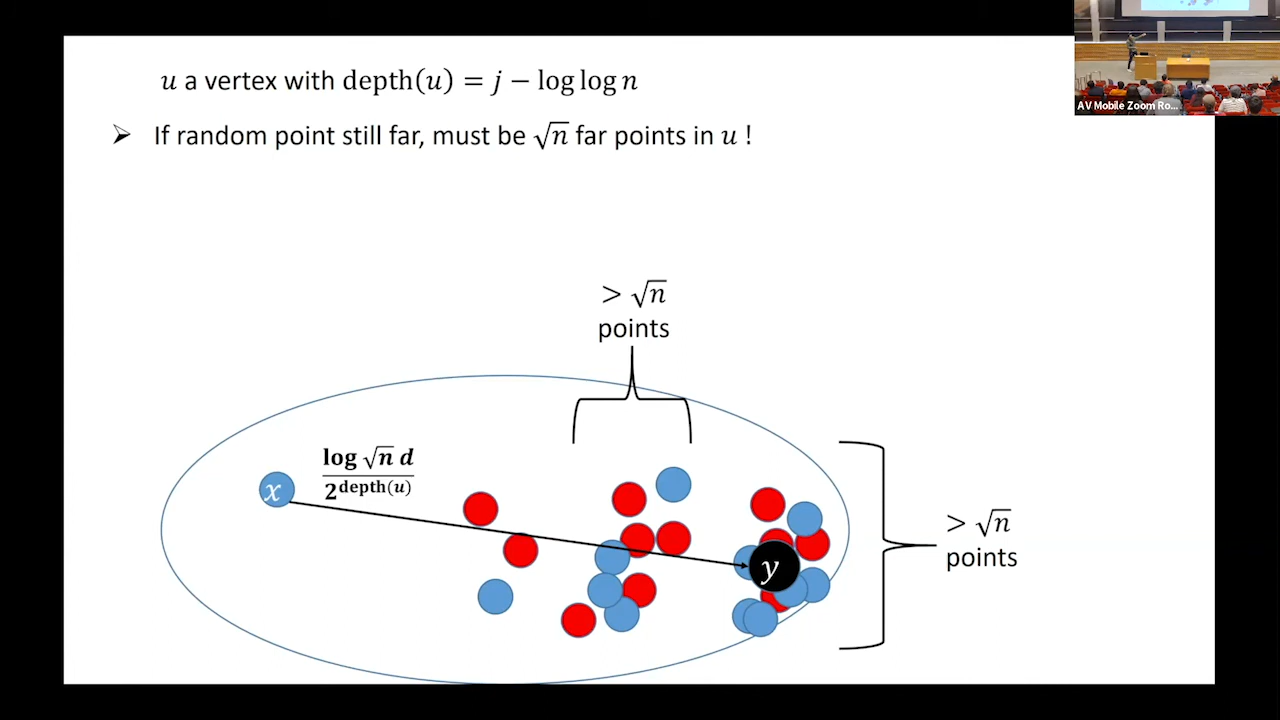 u a vertex with depth(u) = j − log log n
➢ If random point still far, must be √n far points in u !
> √n
points
log √n d
2^depth(u)
x
y
> √n
points
AV Mobile Zoom Ro...